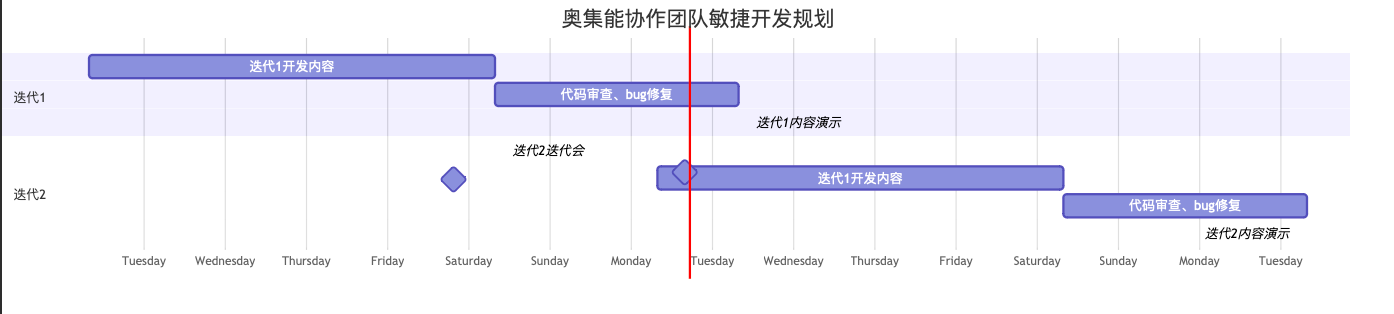 奥集能协作团队敏捷开发规划
迭代1开发内容
迭代1
代码审查、bug修复
迭代1内容演示
迭代2迭代会
迭代1开发内容
迭代2
代码审查、bug修复
迭代2内容演示
Tuesday Wednesday Thursday Friday Saturday Sunday Monday Tuesday Wednesday Thursday Friday Saturday Sunday Monday Tuesday